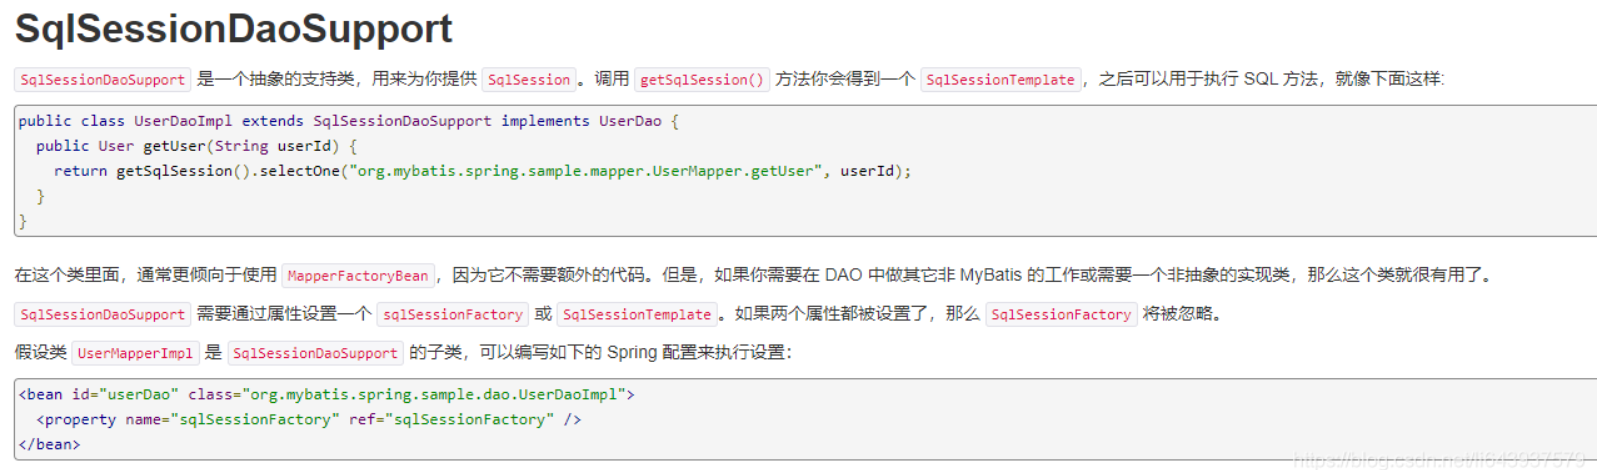 SqlSessionDaoSupport
SqlSessionDaoSupport 是一个抽象的支持类，用来为你提供 SqlSession。调用 getSqlSession() 方法你会得到一个 SqlSessionTemplate，之后可以用于执行 SQL 方法，就像下面这样:
public class UserDaoImpl extends SqlSessionDaoSupport implements UserDao {
  public User getUser(String userId) {
    return getSqlSession().selectOne("org.mybatis.spring.sample.mapper.UserMapper.getUser", userId);
  }
}
在这个类里面，通常更倾向于使用 MapperFactoryBean，因为它不需要额外的代码。但是，如果你需要在 DAO 中做其它非 MyBatis 的工作或需要一个非抽象的实现类，那么这个类就很有用了。
SqlSessionDaoSupport 需要通过属性设置一个 sqlSessionFactory 或 SqlSessionTemplate。如果两个属性都被设置了，那么 SqlSessionFactory 将被忽略。
假设类 UserMapperImpl 是 SqlSessionDaoSupport 的子类，可以编写如下的 Spring 配置来执行设置：
<bean id="userDao" class="org.mybatis.spring.sample.dao.UserDaoImpl">
  <property name="sqlSessionFactory" ref="sqlSessionFactory" />
</bean>
https://blog.csdn.net/li643937579